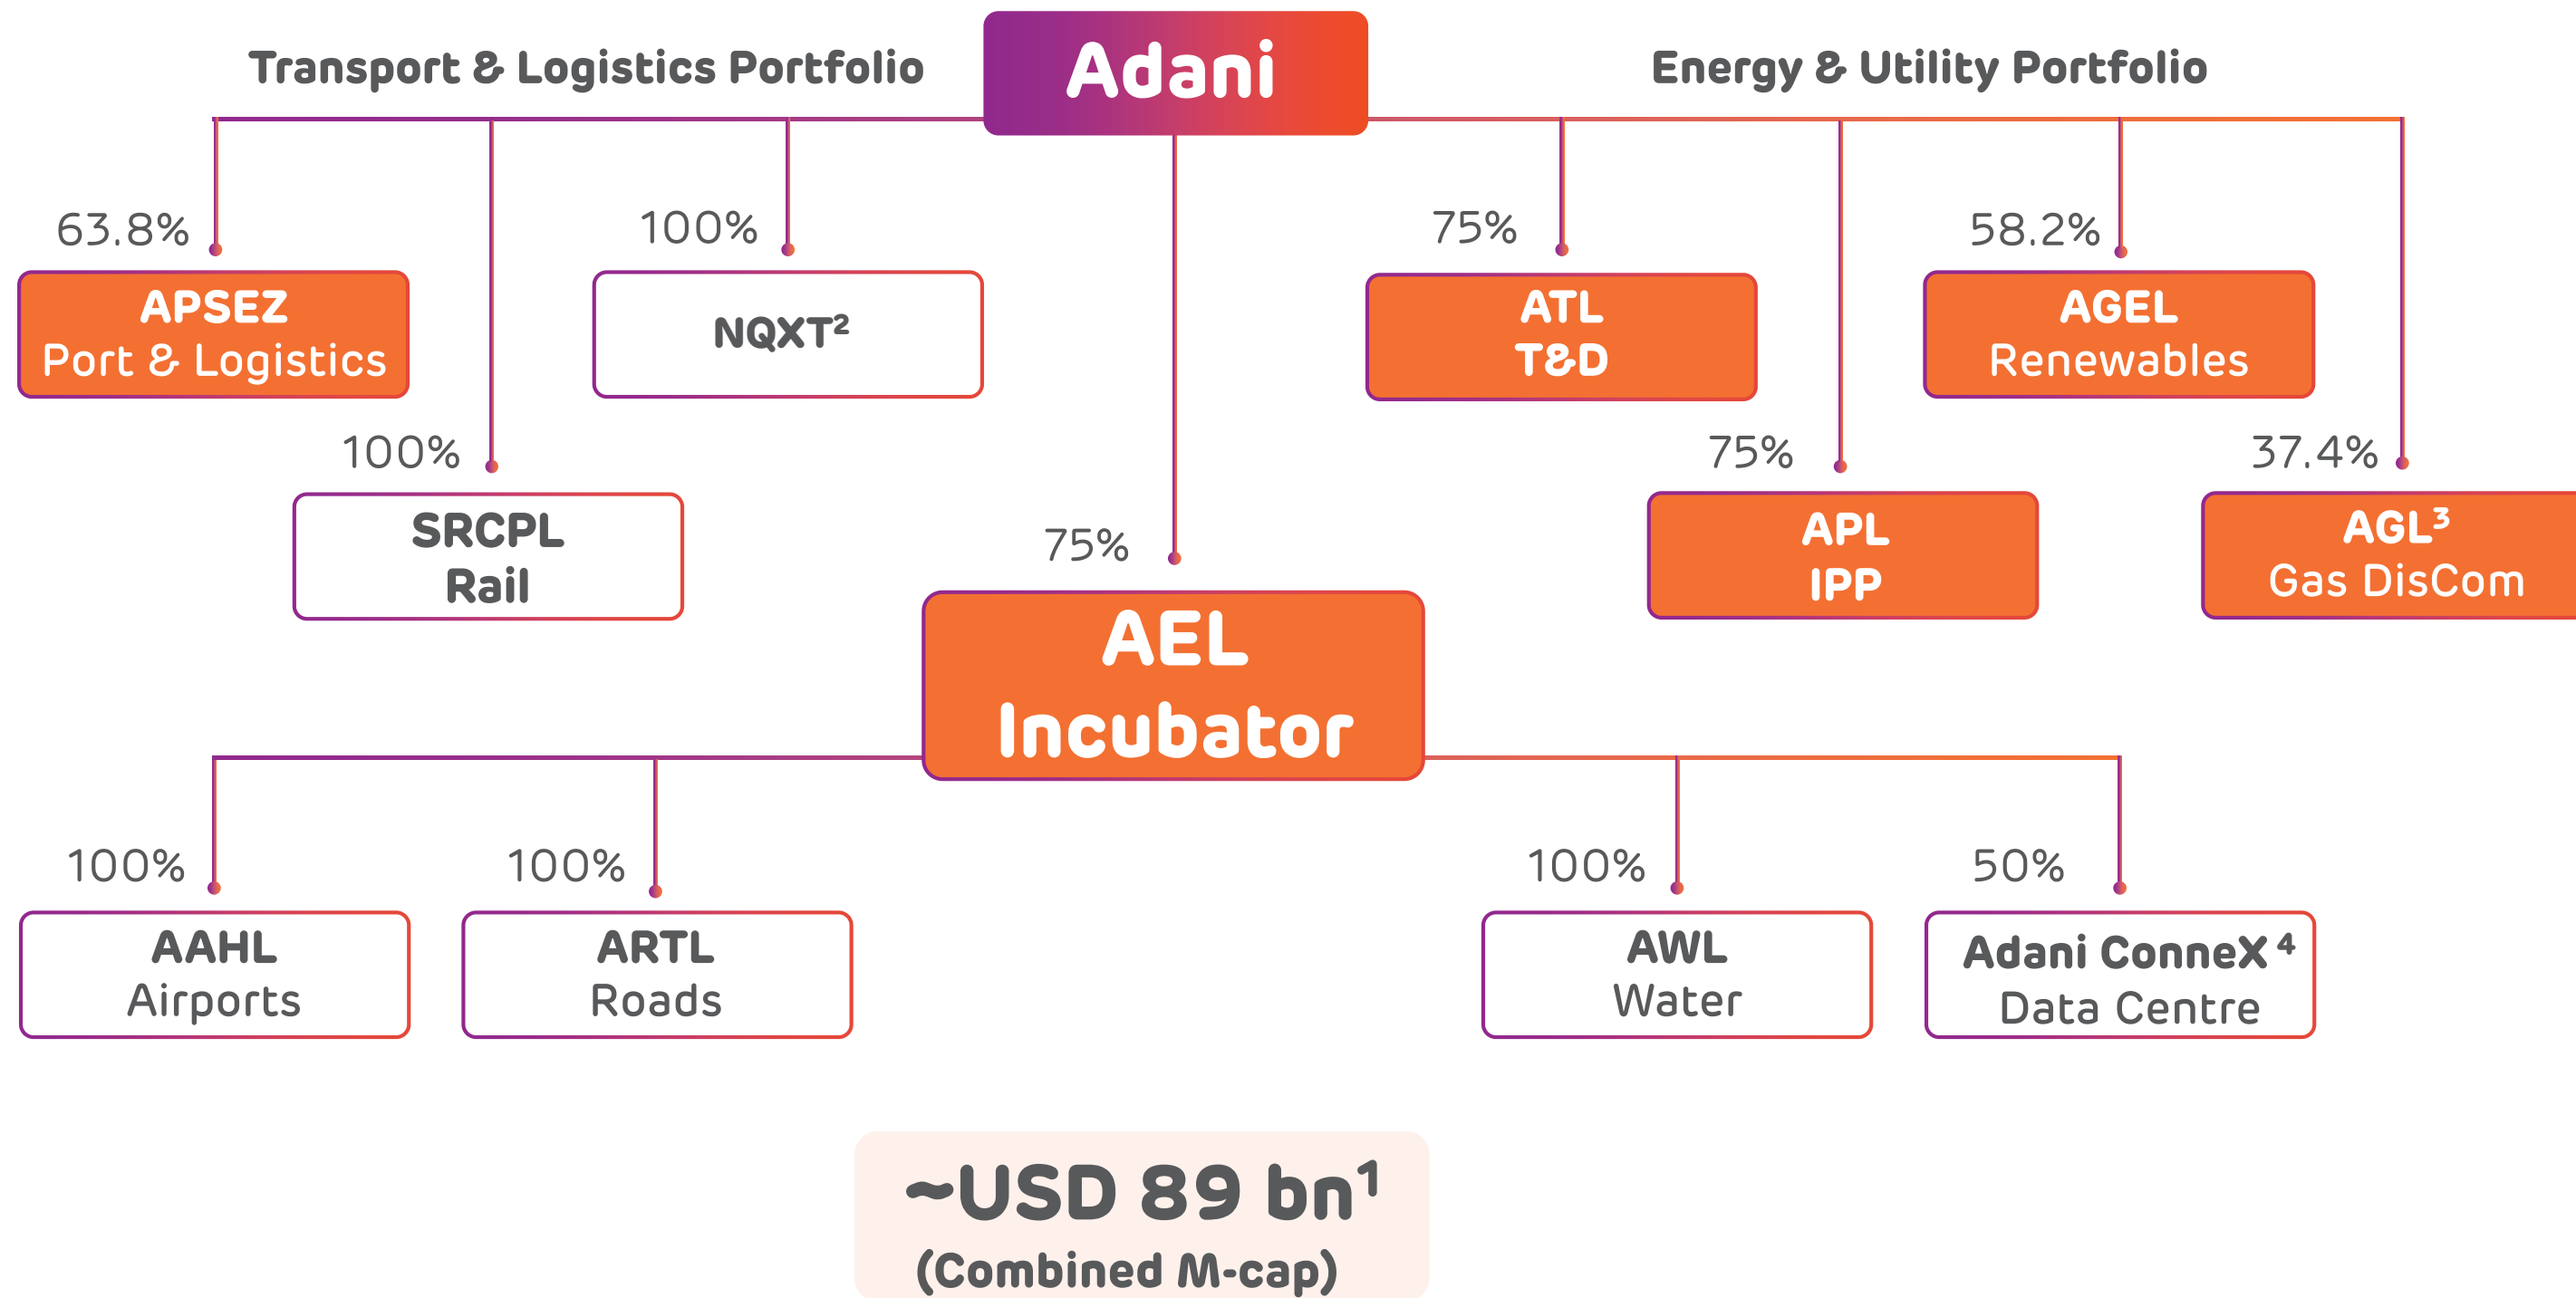 Adani
Transport & Logistics Portfolio
Energy & Utility Portfolio
63.8%
APSEZ
Port & Logistics
100%
SRCPL
Rail
100%
NQXT²
75%
AEL
Incubator
75%
ATL
T&D
75%
APL
IPP
58.2%
AGEL
Renewables
37.4%
AGL³
Gas DisCom
100%
AAHL
Airports
100%
ARTL
Roads
100%
AWL
Water
50%
Adani ConneX ⁴
Data Centre
~USD 89 bn¹
(Combined M-cap)